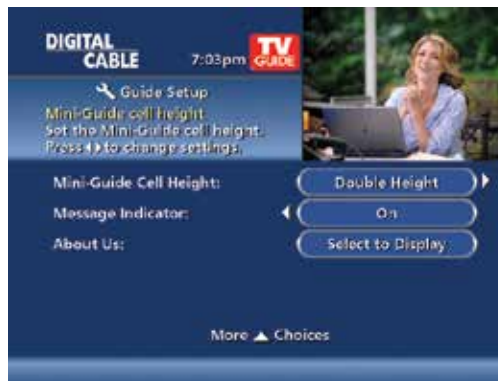 DIGITAL
CABLE
7:03pm
TV
GUIDE
Guide Setup
Mini-Guide cell height
Set the Mini-Guide cell height.
Press ◀▶ to change settings.
Mini-Guide Cell Height:
Double Height ▶
Message Indicator:
◀ On
About Us:
Select to Display
More ▲ Choices